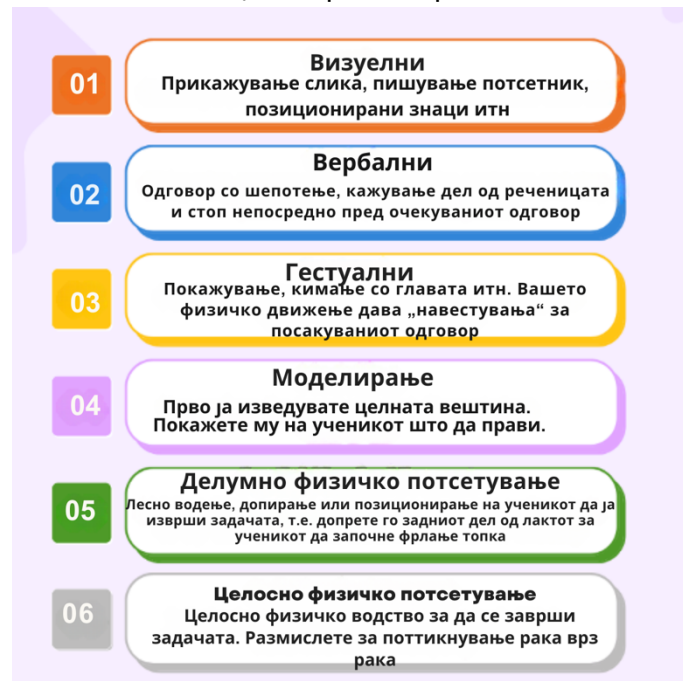 01
Визуелни
Прикажување слика, пишување потсетник,
позиционирани знаци итн
02
Вербални
Одговор со шепотење, кажување дел од реченицата
и стоп непосредно пред очекуваниот одговор
03
Гестуални
Покажување, кимање со главата итн. Вашето
физичко движење дава „навестувања“ за
посакуваниот одговор
04
Моделирање
Прво ја изведувате целната вештина.
Покажете му на ученикот што да прави.
05
Делумно физичко потсетување
Лесно водење, допирање или позиционирање на ученикот да ја
изврши задачата, т.е. допрете го задниот дел од лактот за
ученикот да започне фрлање топка
06
Целосно физичко потсетување
Целосно физичко водство за да се заврши
задачата. Размислете за поттикнување рака врз
рака